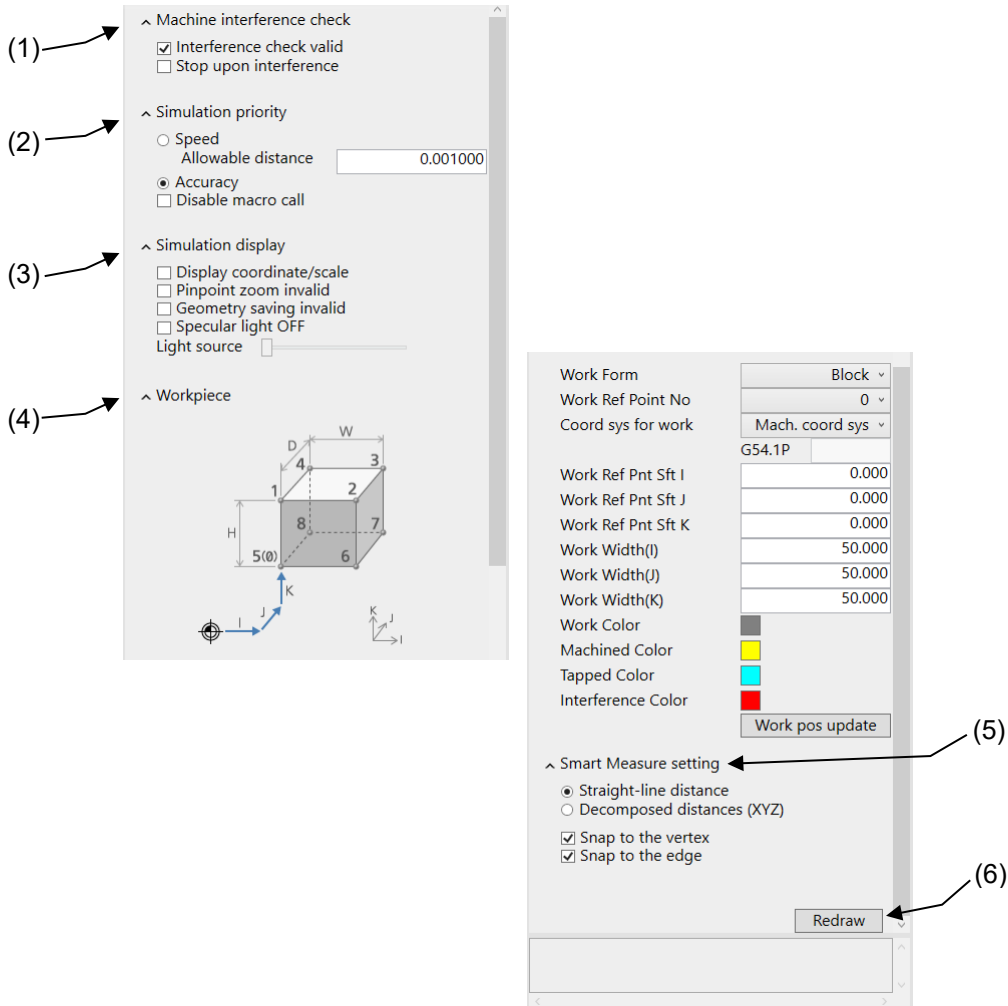 (1)
Machine interference check
Interference check valid
Stop upon interference
(2)
Simulation priority
Speed
Allowable distance 0.001000
Accuracy
Disable macro call
(3)
Simulation display
Display coordinate/scale
Pinpoint zoom invalid
Geometry saving invalid
Specular light OFF
Light source
(4)
Workpiece
W
D
4 3
1 2
H
8 7
5(0) 6
K
J
I
K
J
I
Work Form Block
Work Ref Point No 0
Coord sys for work Mach. coord sys
G54.1P
Work Ref Pnt Sft I 0.000
Work Ref Pnt Sft J 0.000
Work Ref Pnt Sft K 0.000
Work Width(I) 50.000
Work Width(J) 50.000
Work Width(K) 50.000
Work Color
Machined Color
Tapped Color
Interference Color
Work pos update
(5)
Smart Measure setting
Straight-line distance
Decomposed distances (XYZ)
Snap to the vertex
Snap to the edge
(6)
Redraw